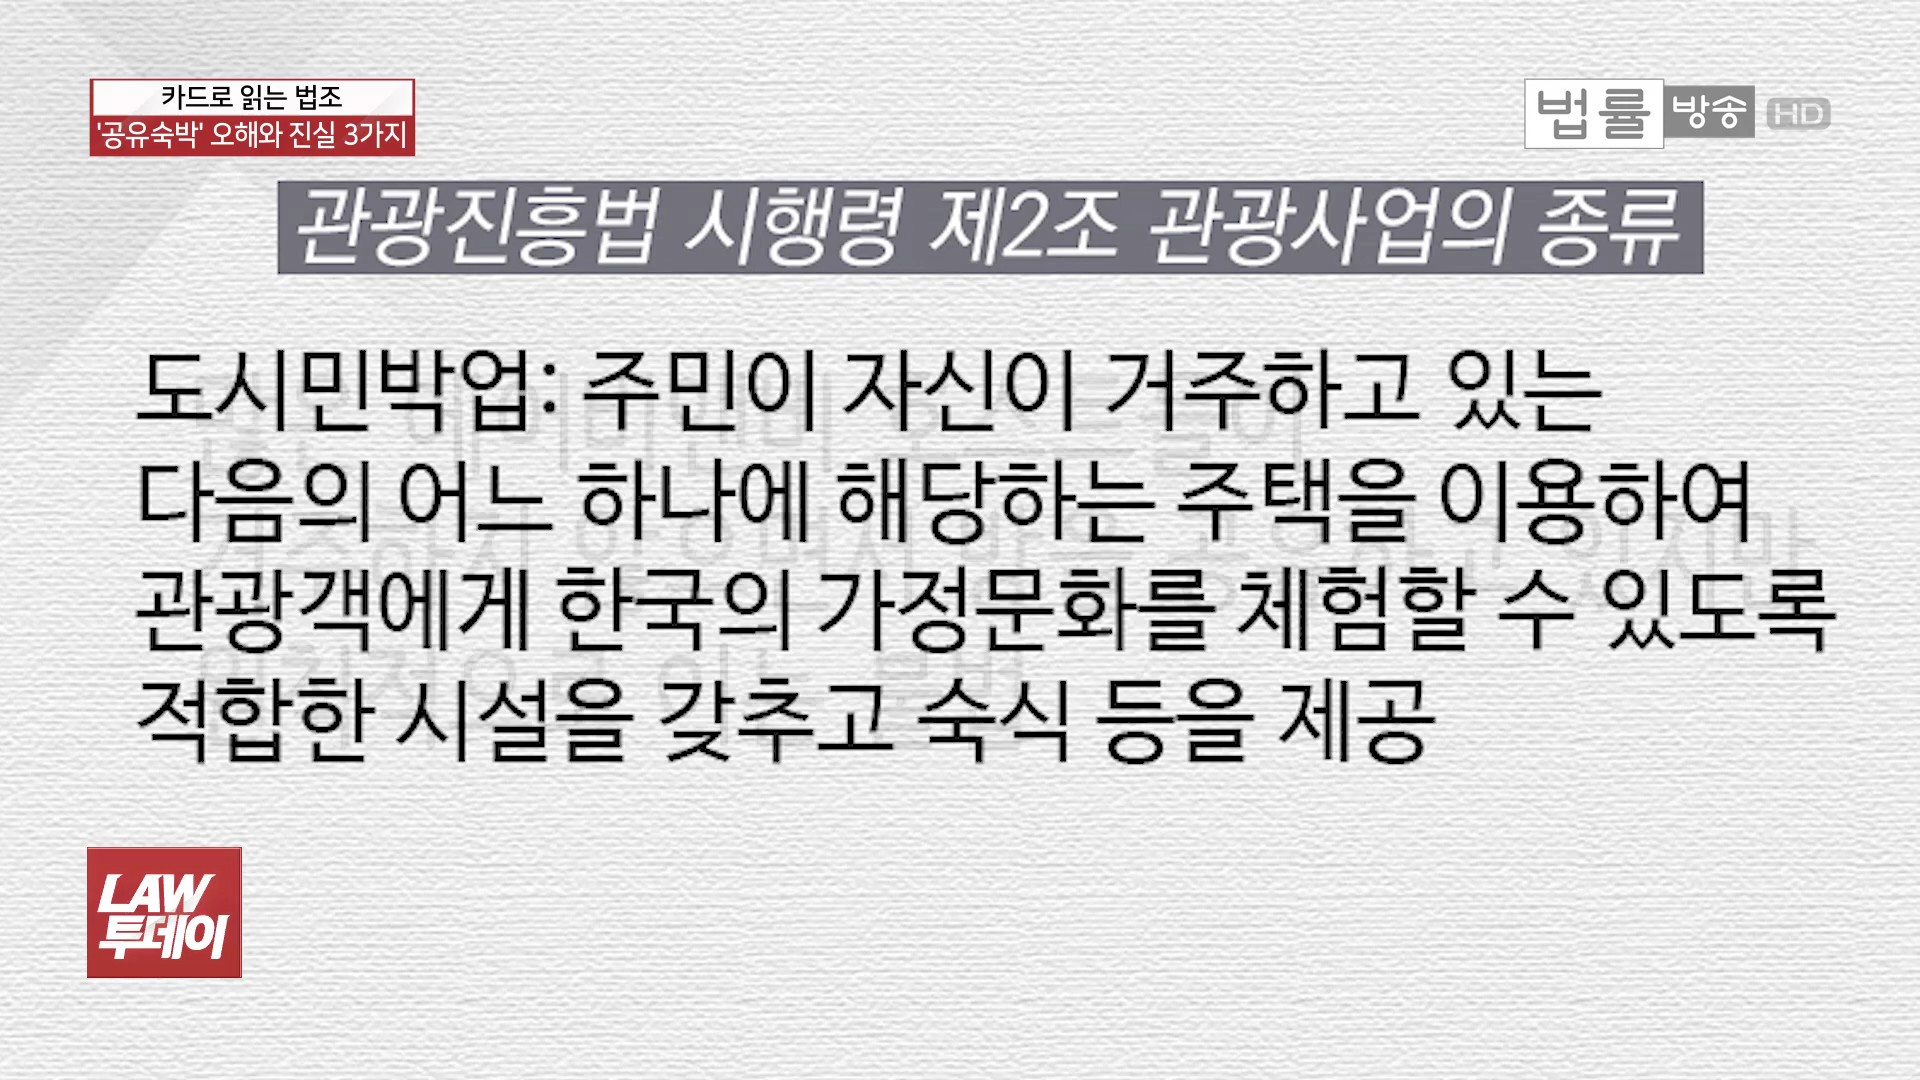 카드로 읽는 법조
'공유숙박' 오해와 진실 3가지
법률방송 HD
관광진흥법 시행령 제2조 관광사업의 종류
도시민박업: 주민이 자신이 거주하고 있는
다음의 어느 하나에 해당하는 주택을 이용하여
관광객에게 한국의 가정문화를 체험할 수 있도록
적합한 시설을 갖추고 숙식 등을 제공
LAW
투데이